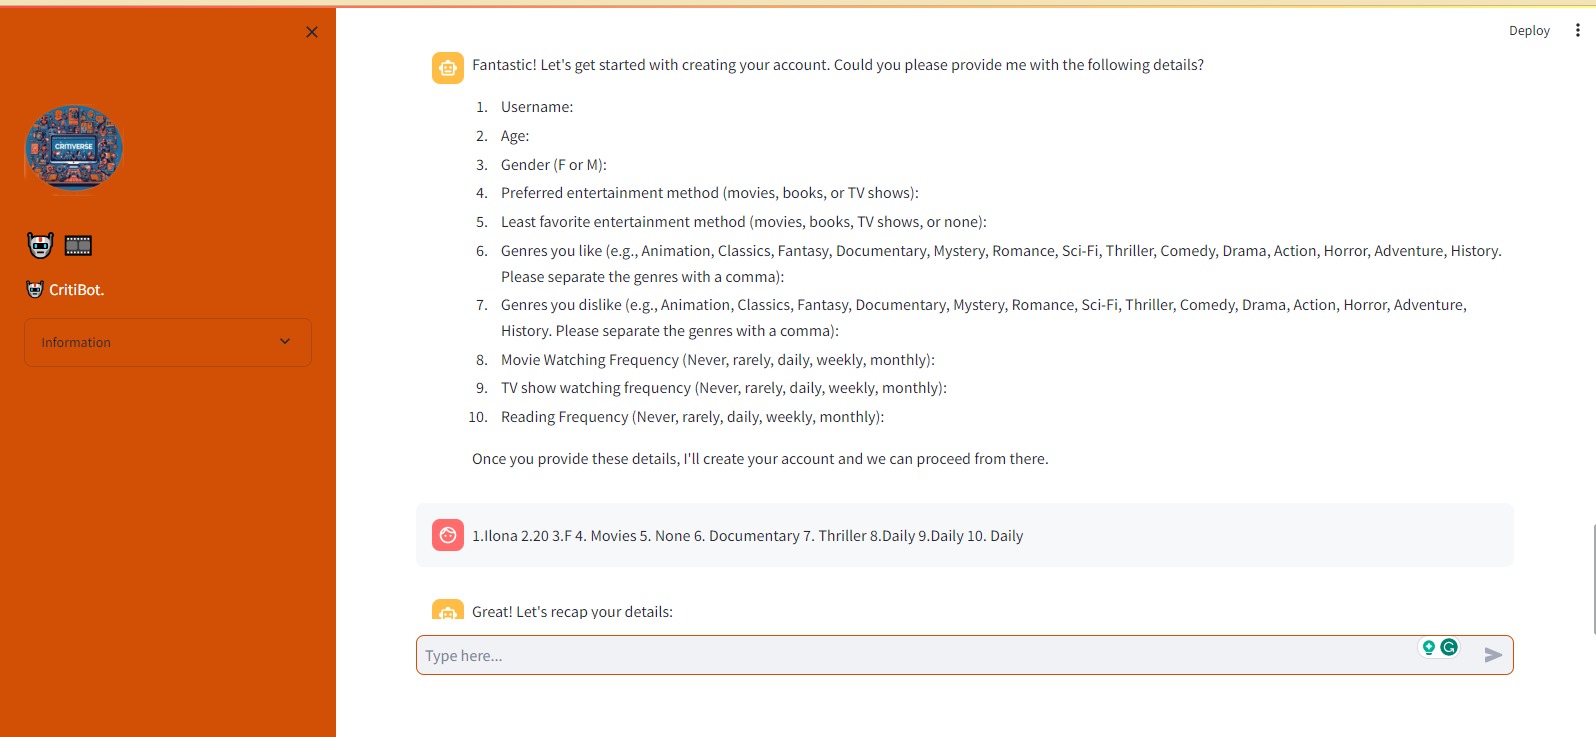 Deploy
Fantastic! Let's get started with creating your account. Could you please provide me with the following details?
1. Username:
2. Age:
3. Gender (F or M):
4. Preferred entertainment method (movies, books, or TV shows):
5. Least favorite entertainment method (movies, books, TV shows, or none):
6. Genres you like (e.g., Animation, Classics, Fantasy, Documentary, Mystery, Romance, Sci-Fi, Thriller, Comedy, Drama, Action, Horror, Adventure, History.
Please separate the genres with a comma):
7. Genres you dislike (e.g., Animation, Classics, Fantasy, Documentary, Mystery, Romance, Sci-Fi, Thriller, Comedy, Drama, Action, Horror, Adventure,
History. Please separate the genres with a comma):
8. Movie Watching Frequency (Never, rarely, daily, weekly, monthly):
9. TV show watching frequency (Never, rarely, daily, weekly, monthly):
10. Reading Frequency (Never, rarely, daily, weekly, monthly):
Once you provide these details, I'll create your account and we can proceed from there.
1.Ilona 2.20 3.F 4. Movies 5. None 6. Documentary 7. Thriller 8.Daily 9.Daily 10. Daily
Great! Let's recap your details:
Type here...
CRITIVERSE
CritiBot.
Information